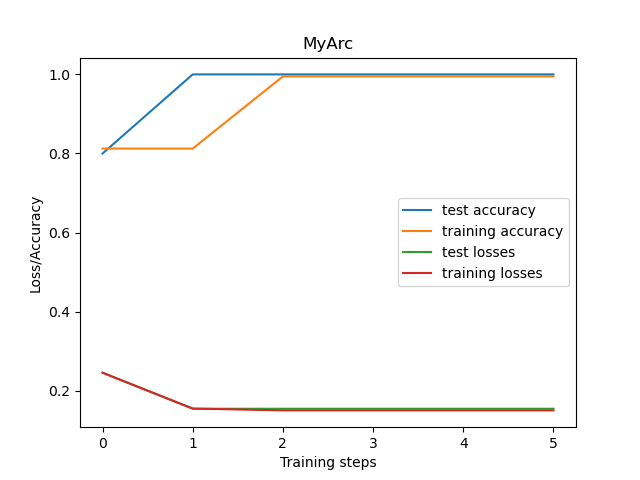 MyArc
1.0
0.8
0.6
0.4
0.2
Loss/Accuracy
test accuracy
training accuracy
test losses
training losses
0 1 2 3 4 5
Training steps